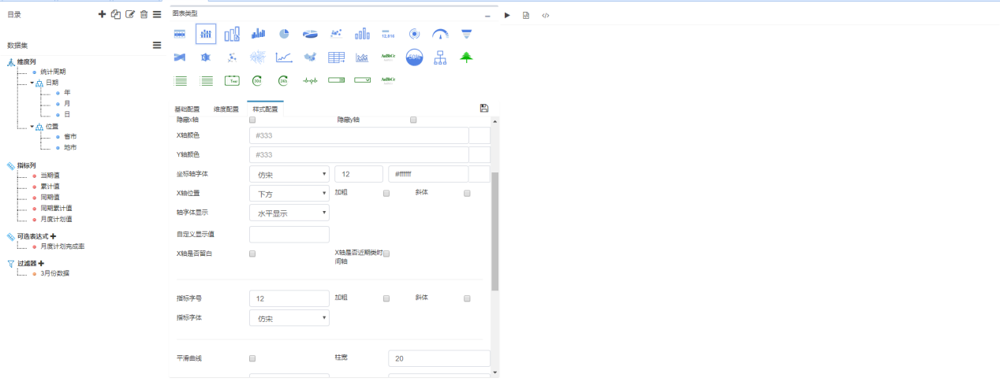 目录
数据集
维度列
统计周期
日期
年
月
日
位置
省市
地市
指标列
当期值
累计值
同期值
同期累计值
月度计划值
可选表达式
月度计划完成率
过滤器
3月份数据
图表类型
12,816
AaBbCc
50%
Year
30d
24h
AaBbCc
基础配置 维度配置 样式配置
隐藏x轴 隐藏y轴
X轴颜色 #333
Y轴颜色 #333
坐标轴字体 仿宋 12 #ffffff
X轴位置 下方 加粗 斜体
轴字体显示 水平显示
自定义显示值
X轴是否留白 X轴是否近期类时
间轴
指标字号 12 加粗 斜体
指标字体 仿宋
平滑曲线 柱宽 20